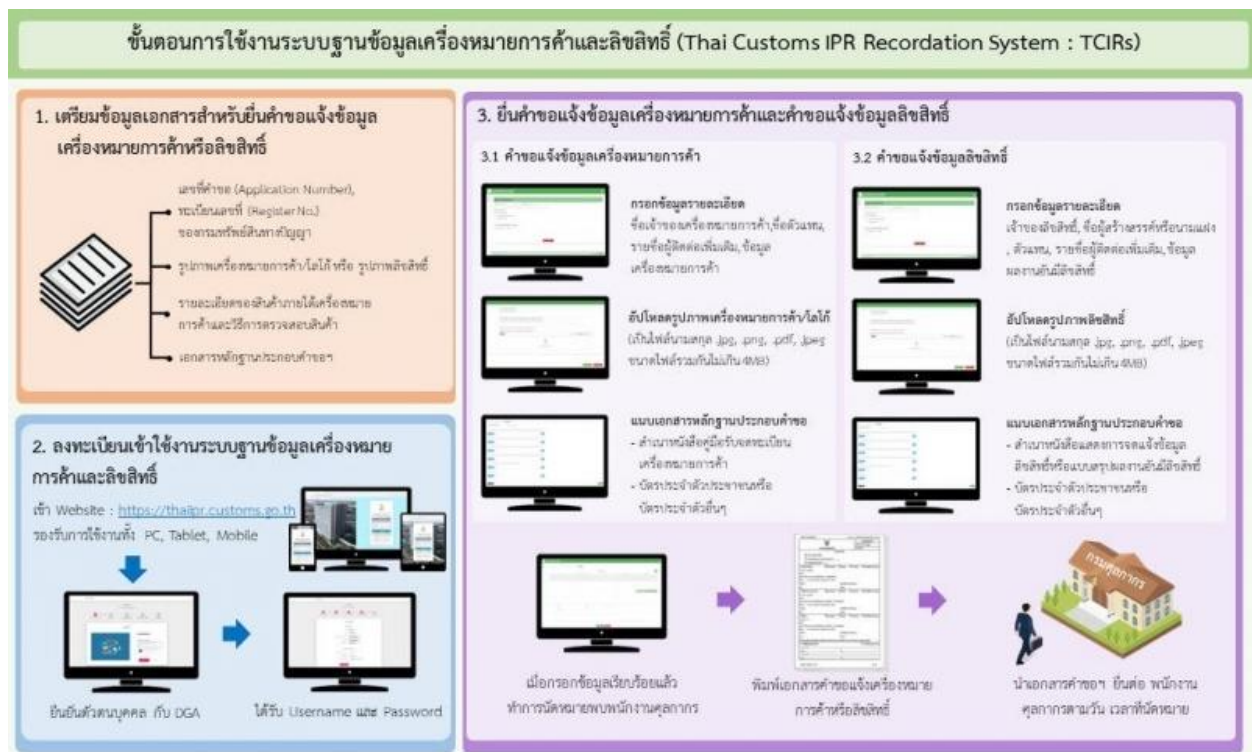 ขั้นตอนการใช้งานระบบฐานข้อมูลเครื่องหมายการค้าและลิขสิทธิ์ (Thai Customs IPR Recordation System : TCIRs)
1. เตรียมข้อมูลเอกสารสำหรับยื่นคำขอแจ้งข้อมูล
เครื่องหมายการค้าหรือลิขสิทธิ์
เลขที่คำขอ (Application Number),
ทะเบียนเลขที่ (Register No.)
ของกรมทรัพย์สินทางปัญญา
รูปภาพเครื่องหมายการค้า/โลโก้ หรือ รูปภาพลิขสิทธิ์
รายละเอียดของสินค้าภายใต้เครื่องหมาย
การค้าและวิธีการตรวจสอบสินค้า
เอกสารหลักฐานประกอบคำขอฯ
2. ลงทะเบียนเข้าใช้งานระบบฐานข้อมูลเครื่องหมาย
การค้าและลิขสิทธิ์
เข้า Website : https://thaiipr.customs.go.th
รองรับการใช้งานทั้ง PC, Tablet, Mobile
ยืนยันตัวตนบุคคล กับ DGA
ได้รับ Username และ Password
3. ยื่นคำขอแจ้งข้อมูลเครื่องหมายการค้าและคำขอแจ้งข้อมูลลิขสิทธิ์
3.1 คำขอแจ้งข้อมูลเครื่องหมายการค้า
กรอกข้อมูลรายละเอียด
ชื่อเจ้าของเครื่องหมายการค้า,ชื่อตัวแทน,
รายชื่อผู้ติดต่อเพิ่มเติม, ข้อมูล
เครื่องหมายการค้า
อัปโหลดรูปภาพเครื่องหมายการค้า/โลโก้
(เป็นไฟล์นามสกุล .jpg, .png, .pdf, .jpeg
ขนาดไฟล์รวมกันไม่เกิน 4MB)
แนบเอกสารหลักฐานประกอบคำขอ
- สำเนาหนังสือคู่มือรับจดทะเบียน
เครื่องหมายการค้า
- บัตรประจำตัวประชาชนหรือ
บัตรประจำตัวอื่นๆ
3.2 คำขอแจ้งข้อมูลลิขสิทธิ์
กรอกข้อมูลรายละเอียด
เจ้าของลิขสิทธิ์, ชื่อผู้สร้างสรรค์หรือนามแฝง
, ตัวแทน, รายชื่อผู้ติดต่อเพิ่มเติม, ข้อมูล
ผลงานอันมีลิขสิทธิ์
อัปโหลดรูปภาพลิขสิทธิ์
(เป็นไฟล์นามสกุล .jpg, .png, .pdf, .jpeg
ขนาดไฟล์รวมกันไม่เกิน 4MB)
แนบเอกสารหลักฐานประกอบคำขอ
- สำเนาหนังสือแสดงการจดแจ้งข้อมูล
ลิขสิทธิ์หรือแบบสรุปผลงานอันมีลิขสิทธิ์
- บัตรประจำตัวประชาชนหรือ
บัตรประจำตัวอื่นๆ
เมื่อกรอกข้อมูลเรียบร้อยแล้ว
ทำการนัดหมายพบพนักงานศุลกากร
พิมพ์เอกสารคำขอแจ้งเครื่องหมาย
การค้าหรือลิขสิทธิ์
กรมศุลกากร
นำเอกสารคำขอฯ ยื่นต่อ พนักงาน
ศุลกากรตามวัน เวลาที่นัดหมาย